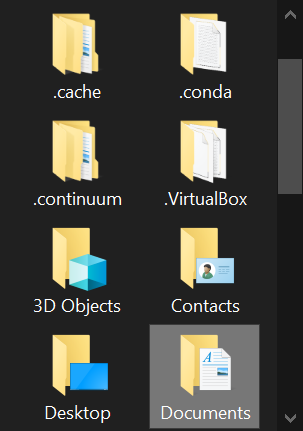 .cache
.conda
.continuum
.VirtualBox
3D Objects
Contacts
Desktop
Documents